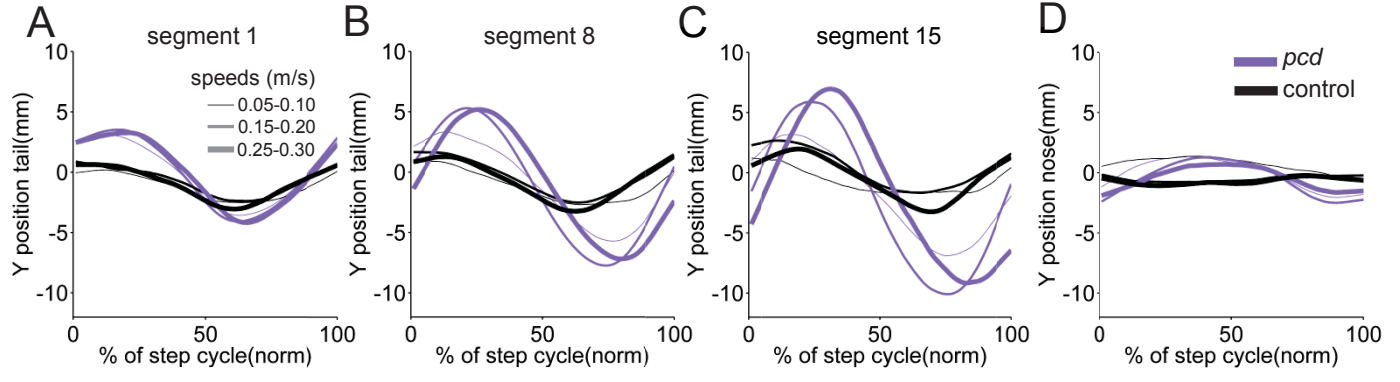 A
segment 1
10
5
0
-5
-10
Y position tail(mm)
speeds (m/s)
0.05-0.10
0.15-0.20
0.25-0.30
0
50
100
% of step cycle(norm)
B
segment 8
10
5
0
-5
-10
Y position tail(mm)
0
50
100
% of step cycle(norm)
C
segment 15
10
5
0
-5
-10
Y position tail(mm)
0
50
100
% of step cycle(norm)
D
10
5
0
-5
-10
Y position nose(mm)
pcd
control
0
50
100
% of step cycle(norm)